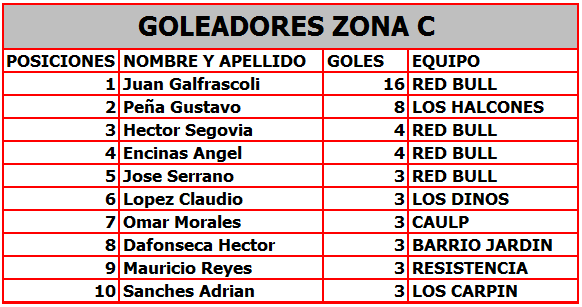 GOLEADORES ZONA C
POSICIONES NOMBRE Y APELLIDO GOLES EQUIPO
1 Juan Galfrascoli 16 RED BULL
2 Peña Gustavo 8 LOS HALCONES
3 Hector Segovia 4 RED BULL
4 Encinas Angel 4 RED BULL
5 Jose Serrano 3 RED BULL
6 Lopez Claudio 3 LOS DINOS
7 Omar Morales 3 CAULP
8 Dafonseca Hector 3 BARRIO JARDIN
9 Mauricio Reyes 3 RESISTENCIA
10 Sanches Adrian 3 LOS CARPIN